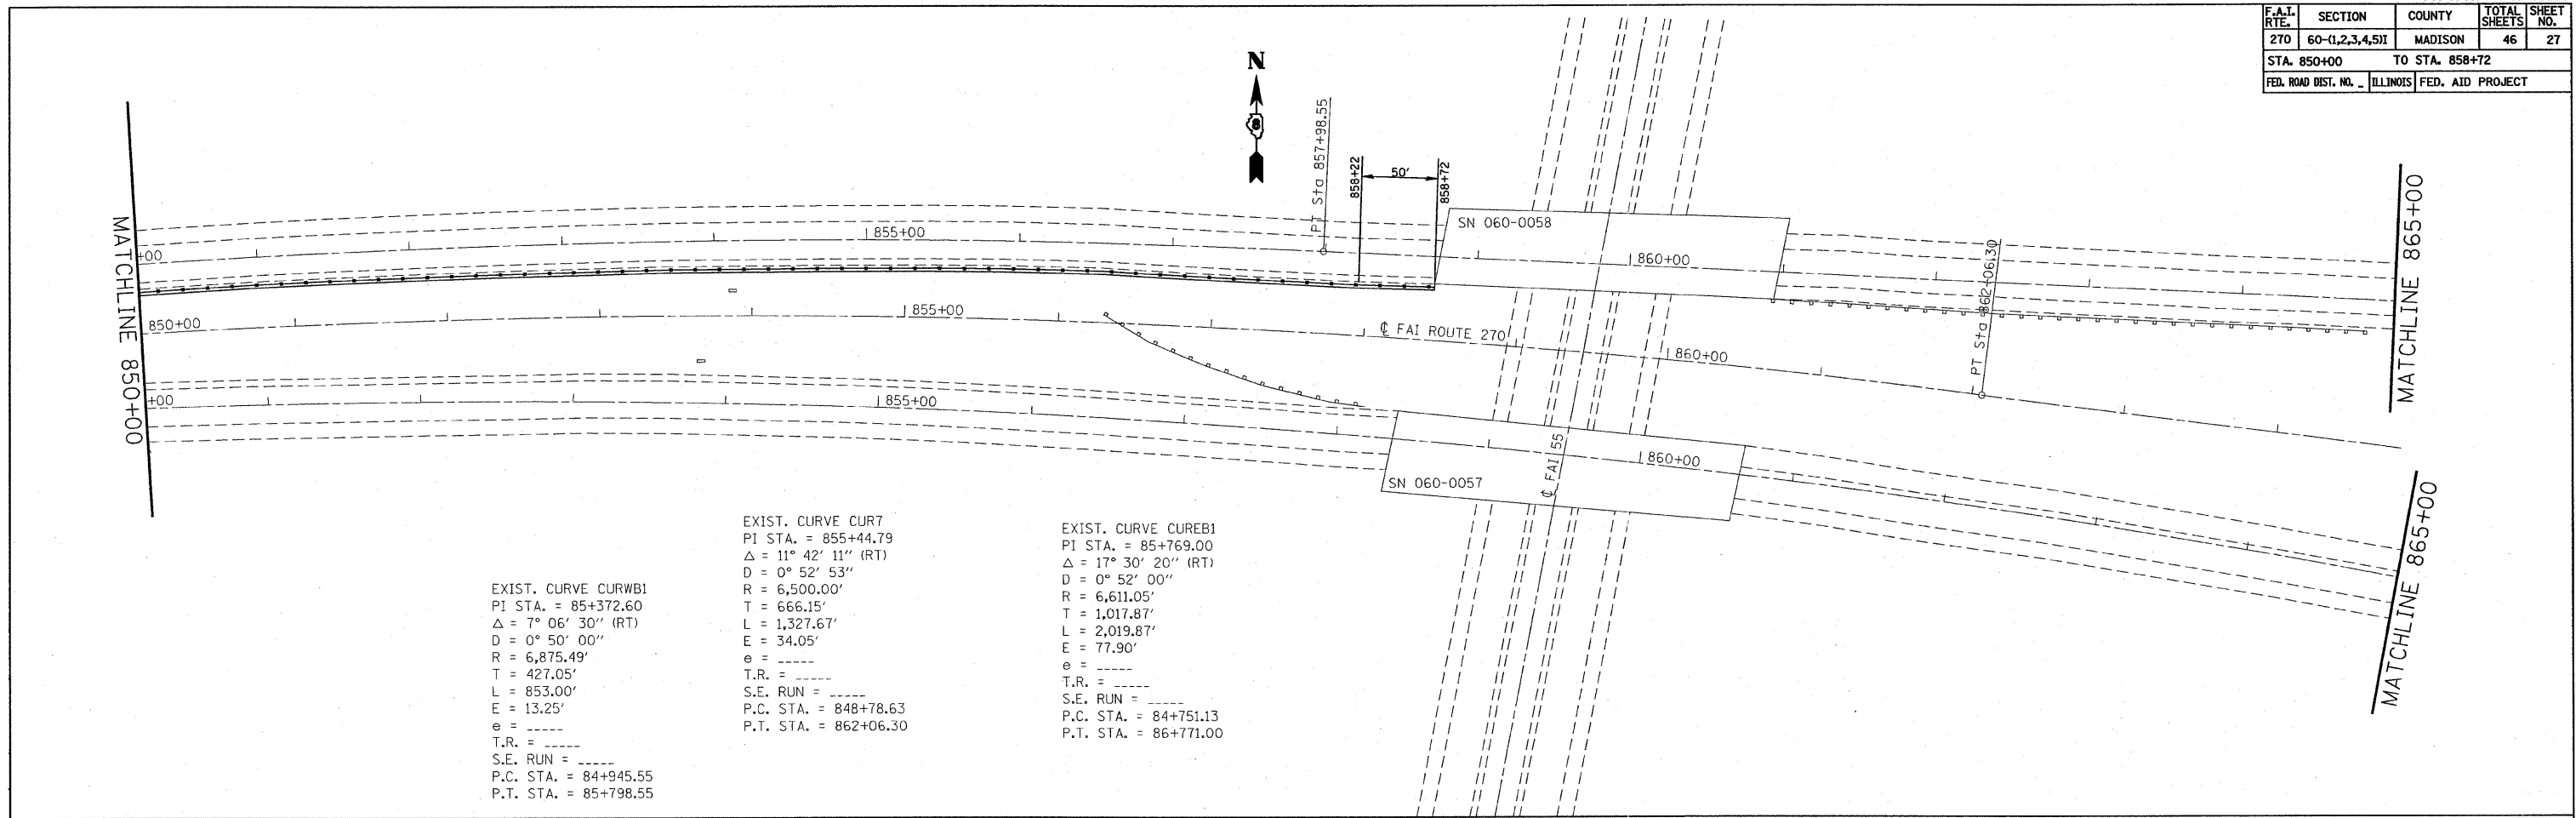 F.A.I. RTE. SECTION COUNTY TOTAL SHEETS SHEET NO.
270 60-(1,2,3,4,5)I MADISON 46 27
STA. 850+00 TO STA. 858+72
FED. ROAD DIST. NO. _ ILLINOIS FED. AID PROJECT
N
8
PT Sta 857+98.55
858+22
50'
858+72
MATCHLINE 850+00
+00
855+00
SN 060-0058
860+00
PT Sta 862+06.30
MATCHLINE 865+00
850+00
855+00
℄ FAI ROUTE 270
860+00
+00
855+00
860+00
SN 060-0057
℄ FAI 55
MATCHLINE 865+00
EXIST. CURVE CURWB1
PI STA. = 85+372.60
Δ = 7° 06' 30'' (RT)
D = 0° 50' 00''
R = 6,875.49'
T = 427.05'
L = 853.00'
E = 13.25'
e = _____
T.R. = _____
S.E. RUN = _____
P.C. STA. = 84+945.55
P.T. STA. = 85+798.55
EXIST. CURVE CUR7
PI STA. = 855+44.79
Δ = 11° 42' 11'' (RT)
D = 0° 52' 53''
R = 6,500.00'
T = 666.15'
L = 1,327.67'
E = 34.05'
e = _____
T.R. = _____
S.E. RUN = _____
P.C. STA. = 848+78.63
P.T. STA. = 862+06.30
EXIST. CURVE CUREB1
PI STA. = 85+769.00
Δ = 17° 30' 20'' (RT)
D = 0° 52' 00''
R = 6,611.05'
T = 1,017.87'
L = 2,019.87'
E = 77.90'
e = _____
T.R. = _____
S.E. RUN = _____
P.C. STA. = 84+751.13
P.T. STA. = 86+771.00